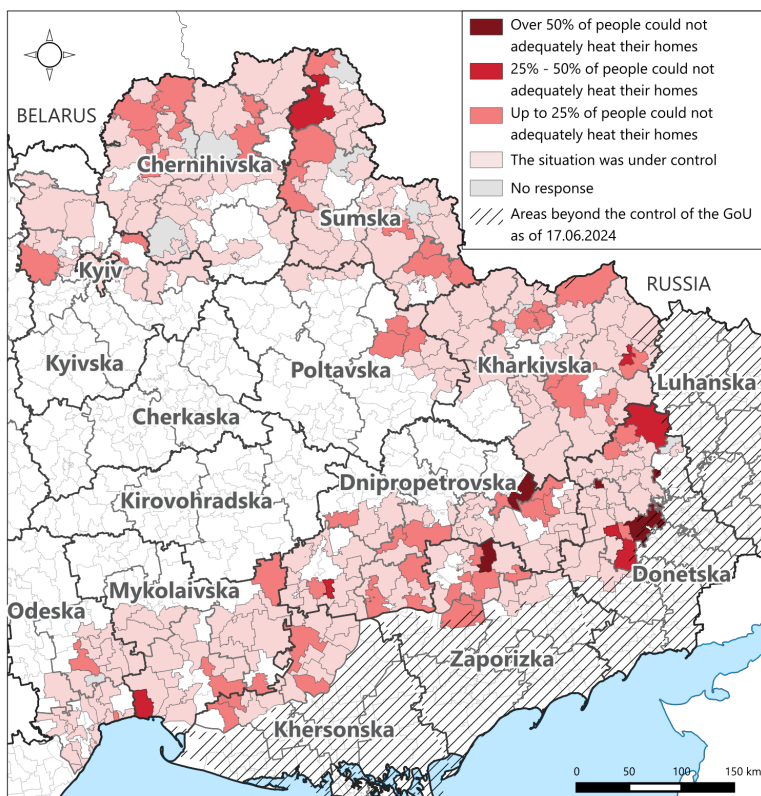 Over 50% of people could not
adequately heat their homes
25% - 50% of people could not
adequately heat their homes
Up to 25% of people could not
adequately heat their homes
The situation was under control
No response
Areas beyond the control of the GoU
as of 17.06.2024
BELARUS
Chernihivska
Sumska
Kyiv
RUSSIA
Kyivska
Poltavska
Kharkivska
Luhanska
Cherkaska
Dnipropetrovska
Kirovohradska
Donetska
Mykolaivska
Odeska
Zaporizka
Khersonska
0 50 100 150 km